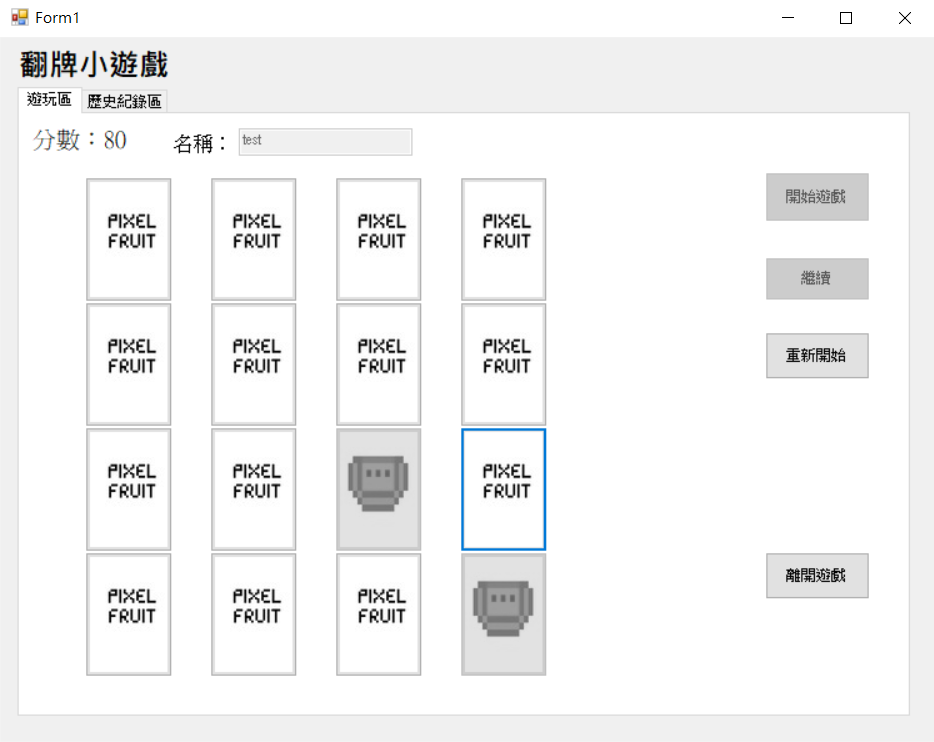 Form1
翻牌小遊戲
遊玩區 歷史紀錄區
分數：80 名稱： test
開始遊戲
PIXEL PIXEL PIXEL PIXEL
FRUIT FRUIT FRUIT FRUIT
繼續
PIXEL PIXEL PIXEL PIXEL
FRUIT FRUIT FRUIT FRUIT
重新開始
PIXEL PIXEL PIXEL
FRUIT FRUIT FRUIT
離開遊戲
PIXEL PIXEL PIXEL
FRUIT FRUIT FRUIT